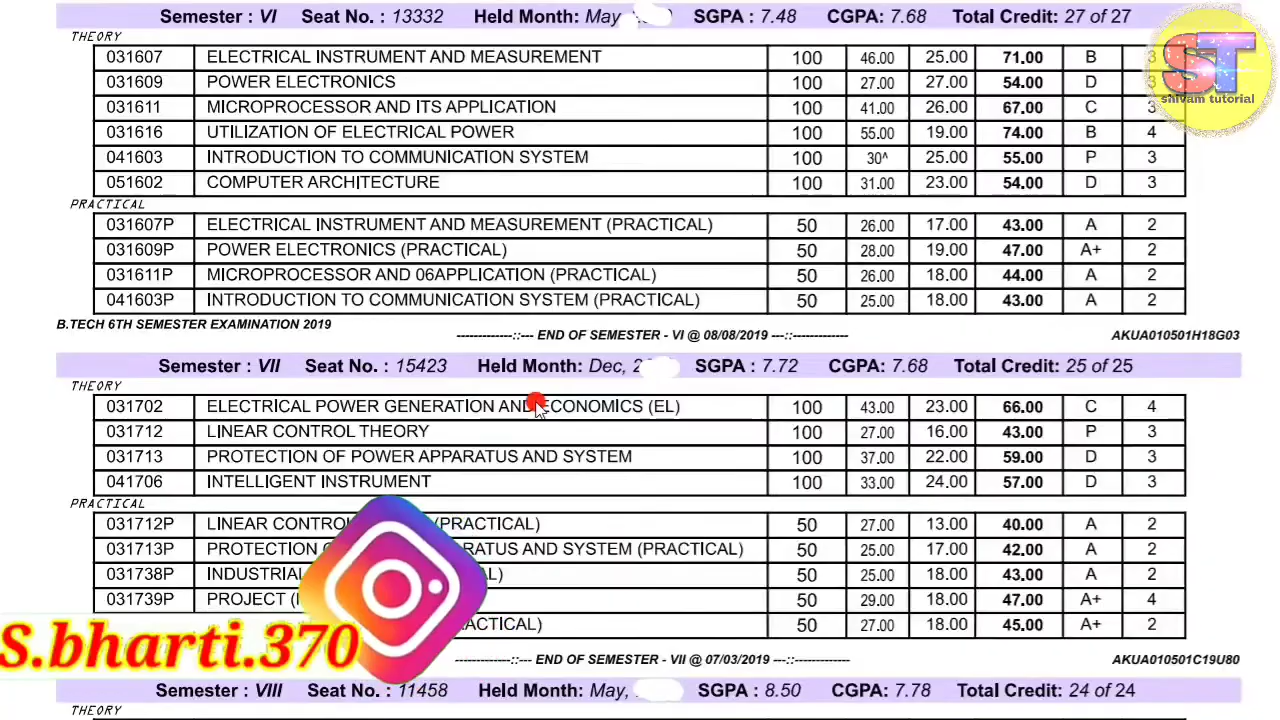 Semester : VI Seat No. : 13332 Held Month: May, SGPA : 7.48 CGPA: 7.68 Total Credit: 27 of 27
THEORY
031607 ELECTRICAL INSTRUMENT AND MEASUREMENT 100 46.00 25.00 71.00 B 3
031609 POWER ELECTRONICS 100 27.00 27.00 54.00 D 3
031611 MICROPROCESSOR AND ITS APPLICATION 100 41.00 26.00 67.00 C 3
031616 UTILIZATION OF ELECTRICAL POWER 100 55.00 19.00 74.00 B 4
041603 INTRODUCTION TO COMMUNICATION SYSTEM 100 30^ 25.00 55.00 P 3
051602 COMPUTER ARCHITECTURE 100 31.00 23.00 54.00 D 3
ST
shivam tutorial
PRACTICAL
031607P ELECTRICAL INSTRUMENT AND MEASUREMENT (PRACTICAL) 50 26.00 17.00 43.00 A 2
031609P POWER ELECTRONICS (PRACTICAL) 50 28.00 19.00 47.00 A+ 2
031611P MICROPROCESSOR AND 06APPLICATION (PRACTICAL) 50 26.00 18.00 44.00 A 2
041603P INTRODUCTION TO COMMUNICATION SYSTEM (PRACTICAL) 50 25.00 18.00 43.00 A 2
B.TECH 6TH SEMESTER EXAMINATION 2019
-------------::--- END OF SEMESTER - VI @ 08/08/2019 ---::-------------
AKUA010501H18G03
Semester : VII Seat No. : 15423 Held Month: Dec, 2 SGPA : 7.72 CGPA: 7.68 Total Credit: 25 of 25
THEORY
031702 ELECTRICAL POWER GENERATION AND ECONOMICS (EL) 100 43.00 23.00 66.00 C 4
031712 LINEAR CONTROL THEORY 100 27.00 16.00 43.00 P 3
031713 PROTECTION OF POWER APPARATUS AND SYSTEM 100 37.00 22.00 59.00 D 3
041706 INTELLIGENT INSTRUMENT 100 33.00 24.00 57.00 D 3
PRACTICAL
031712P LINEAR CONTROL (PRACTICAL) 50 27.00 13.00 40.00 A 2
031713P PROTECTION RATUS AND SYSTEM (PRACTICAL) 50 25.00 17.00 42.00 A 2
031738P INDUSTRIAL 50 25.00 18.00 43.00 A 2
031739P PROJECT 50 29.00 18.00 47.00 A+ 4
ACTICAL) 50 27.00 18.00 45.00 A+ 2
S.bharti.370
-------------::--- END OF SEMESTER - VII @ 07/03/2019 ---::-------------
AKUA010501C19U80
Semester : VIII Seat No. : 11458 Held Month: May, SGPA : 8.50 CGPA: 7.78 Total Credit: 24 of 24
THEORY